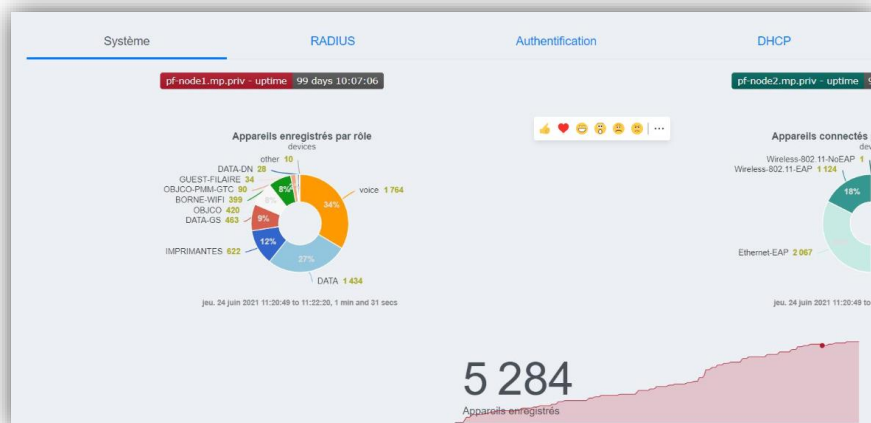 Système
RADIUS
Authentification
DHCP
pf-node1.mp.priv - uptime 99 days 10:07:06
pf-node2.mp.priv - uptime
Appareils enregistrés par rôle
devices
other 10
DATA-DN 28
GUEST-FILAIRE 34
OBJCO-PMM-GTC 90
BORNE-WIFI 399
OBJCO 420
DATA-GS 463
IMPRIMANTES 622
voice 1 764
DATA 1 434
8%
8%
9%
12%
27%
34%
jeu. 24 juin 2021 11:20:49 to 11:22:20, 1 min and 31 secs
Appareils connectés
Wireless-802.11-NoEAP 1
Wireless-802.11-EAP 1 124
18%
Ethernet-EAP 2 067
jeu. 24 juin 2021 11:20:49 to
5 284
Appareils enregistrés